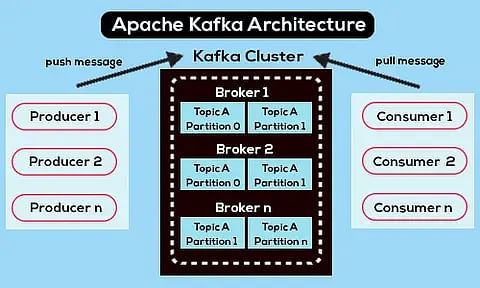 Apache Kafka Architecture
push message
Kafka Cluster
pull message
Producer 1
Producer 2
Producer n
Broker 1
Topic A
Partition 0
Topic A
Partition 1
Broker 2
Topic A
Partition 0
Topic A
Partition 1
Broker n
Topic A
Partition 1
Topic A
Partition n
Consumer 1
Consumer 2
Consumer n